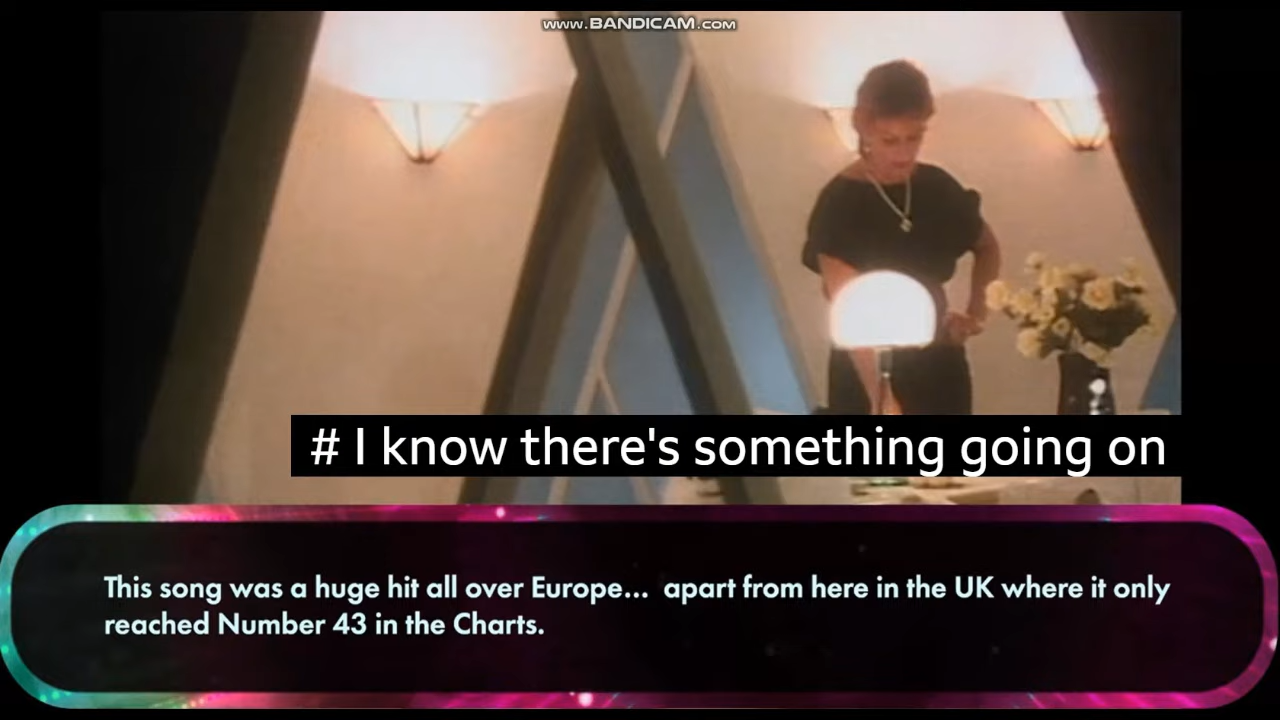 www.BANDICAM.com
# I know there's something going on
This song was a huge hit all over Europe... apart from here in the UK where it only
reached Number 43 in the Charts.